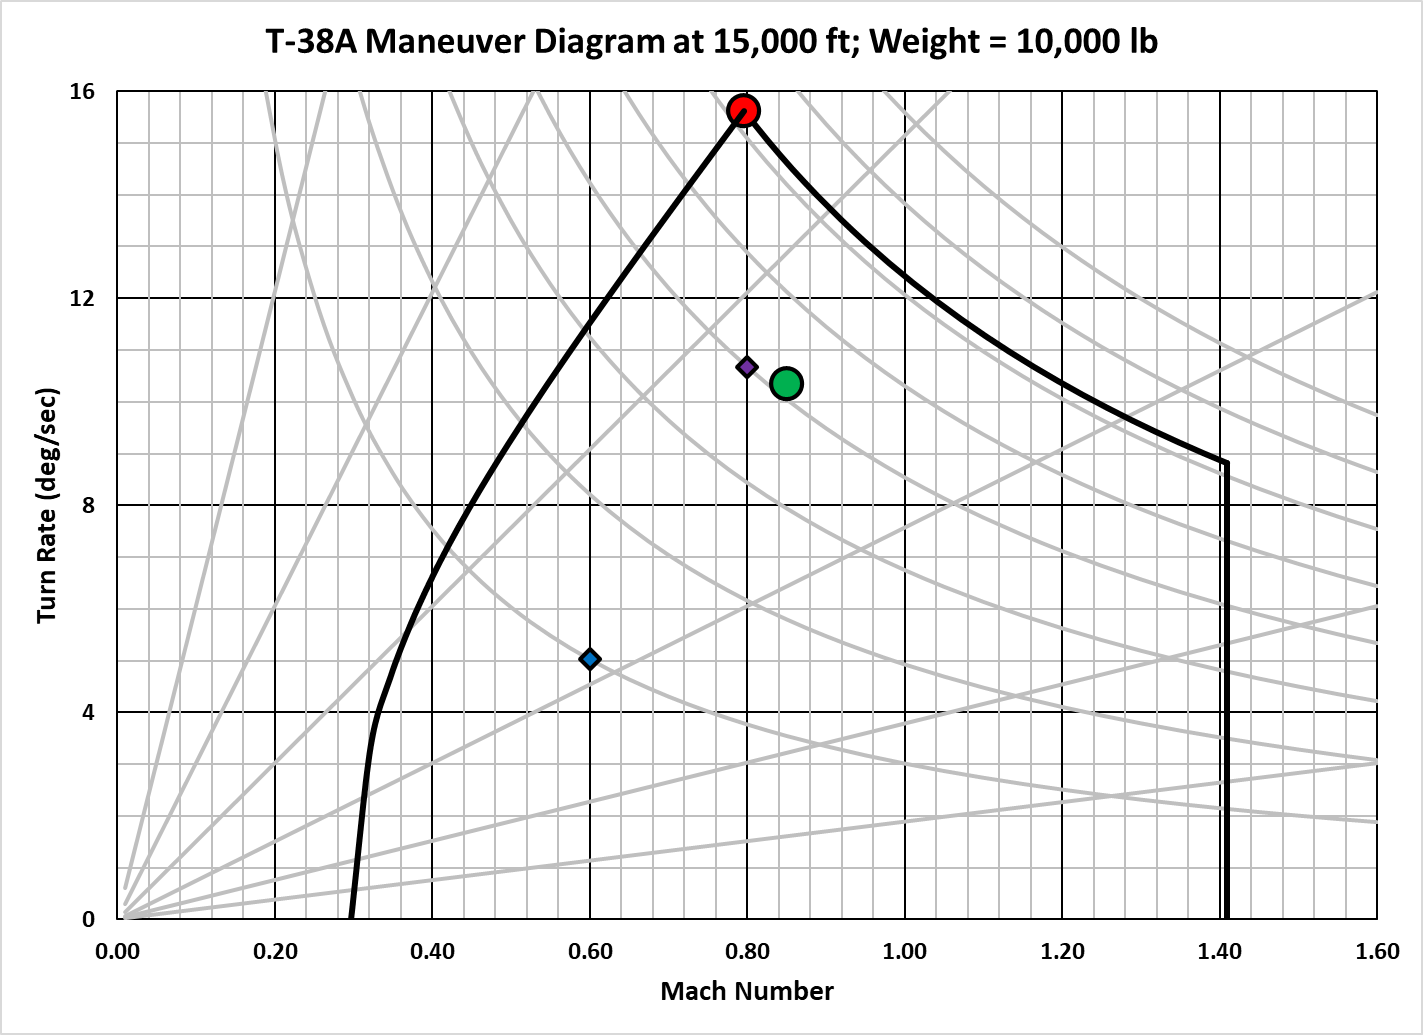 T-38A Maneuver Diagram at 15,000 ft; Weight = 10,000 lb
16
12
8
4
0
Turn Rate (deg/sec)
0.00 0.20 0.40 0.60 0.80 1.00 1.20 1.40 1.60
Mach Number